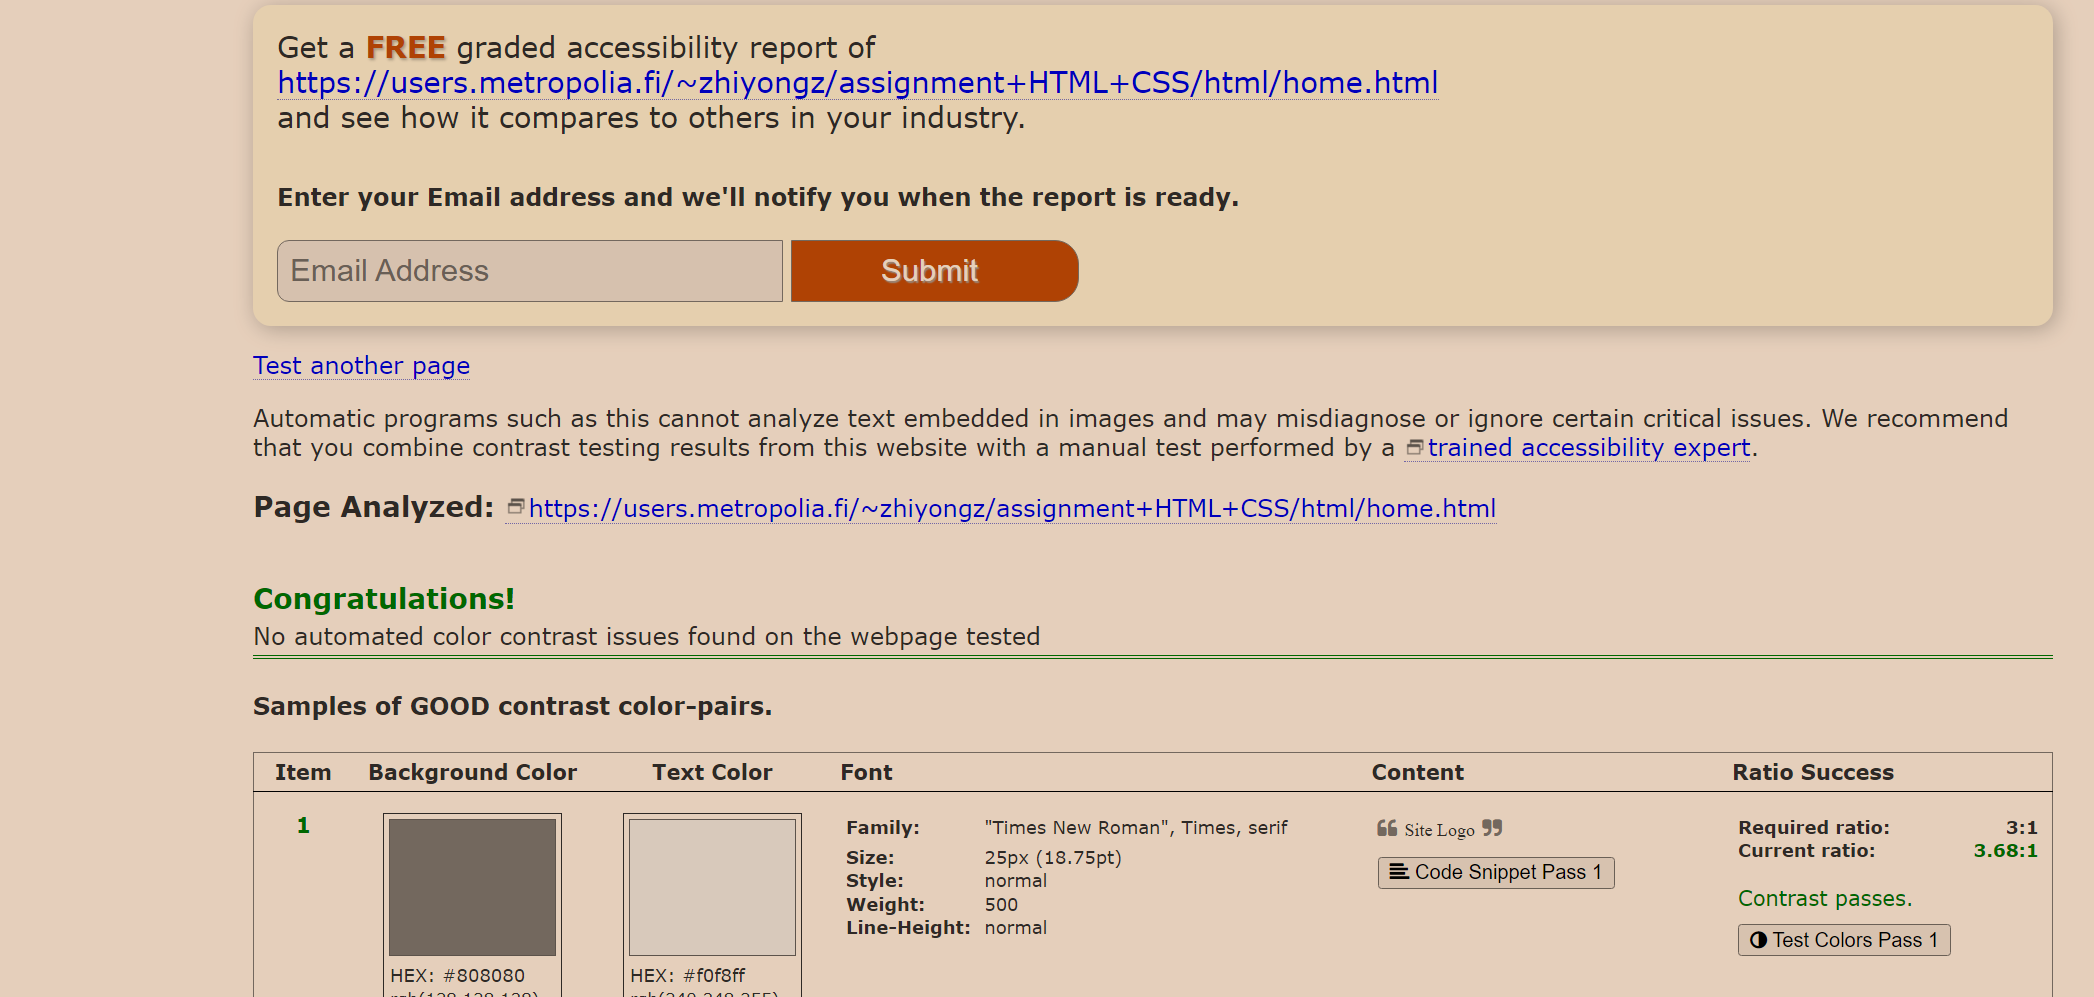 Get a FREE graded accessibility report of
https://users.metropolia.fi/~zhiyongz/assignment+HTML+CSS/html/home.html
and see how it compares to others in your industry.
Enter your Email address and we'll notify you when the report is ready.
Email Address Submit
Test another page
Automatic programs such as this cannot analyze text embedded in images and may misdiagnose or ignore certain critical issues. We recommend
that you combine contrast testing results from this website with a manual test performed by a trained accessibility expert.
Page Analyzed: https://users.metropolia.fi/~zhiyongz/assignment+HTML+CSS/html/home.html
Congratulations!
No automated color contrast issues found on the webpage tested
Samples of GOOD contrast color-pairs.
Item Background Color Text Color Font Content Ratio Success
1
HEX: #808080
HEX: #f0f8ff
Family: "Times New Roman", Times, serif
Size: 25px (18.75pt)
Style: normal
Weight: 500
Line-Height: normal
Site Logo
Code Snippet Pass 1
Required ratio: 3:1
Current ratio: 3.68:1
Contrast passes.
Test Colors Pass 1